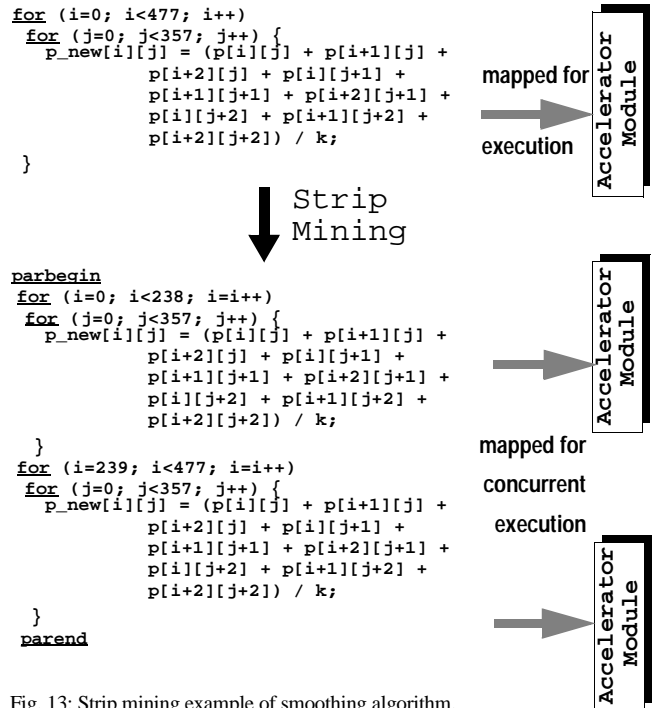 for (i=0; i<477; i++)
for (j=0; j<357; j++) {
p_new[i][j] = (p[i][j] + p[i+1][j] +
p[i+2][j] + p[i][j+1] +
p[i+1][j+1] + p[i+2][j+1] +
p[i][j+2] + p[i+1][j+2] +
p[i+2][j+2]) / k;
}
mapped for
execution
Accelerator
Module
Strip
Mining
parbegin
for (i=0; i<238; i=i++)
for (j=0; j<357; j++) {
p_new[i][j] = (p[i][j] + p[i+1][j] +
p[i+2][j] + p[i][j+1] +
p[i+1][j+1] + p[i+2][j+1] +
p[i][j+2] + p[i+1][j+2] +
p[i+2][j+2]) / k;
}
Accelerator
Module
mapped for
concurrent
execution
for (i=239; i<477; i=i++)
for (j=0; j<357; j++) {
p_new[i][j] = (p[i][j] + p[i+1][j] +
p[i+2][j] + p[i][j+1] +
p[i+1][j+1] + p[i+2][j+1] +
p[i][j+2] + p[i+1][j+2] +
p[i+2][j+2]) / k;
}
parend
Accelerator
Module
Fig. 13: Strip mining example of smoothing algorithm